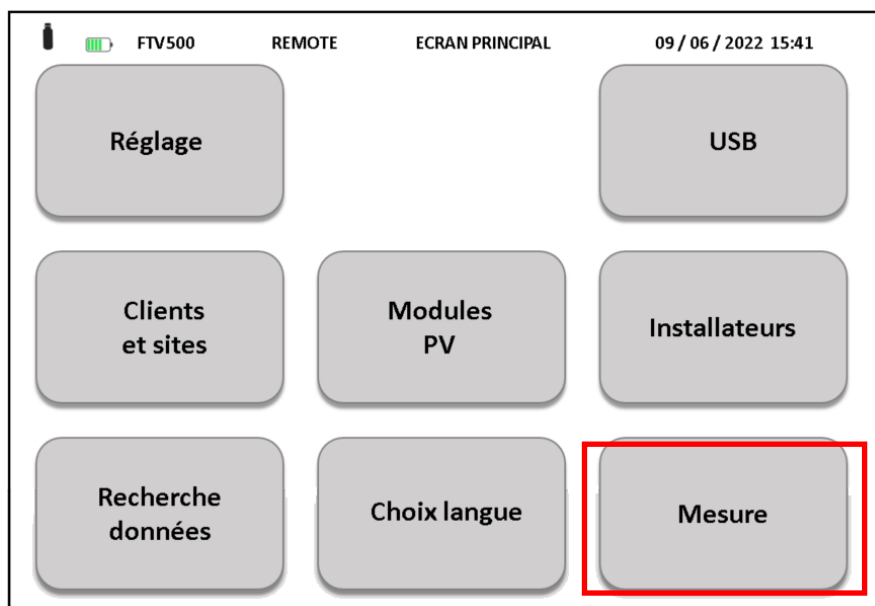 FTV500 REMOTE ECRAN PRINCIPAL 09 / 06 / 2022 15:41
Réglage
USB
Clients
et sites
Modules
PV
Installateurs
Recherche
données
Choix langue
Mesure